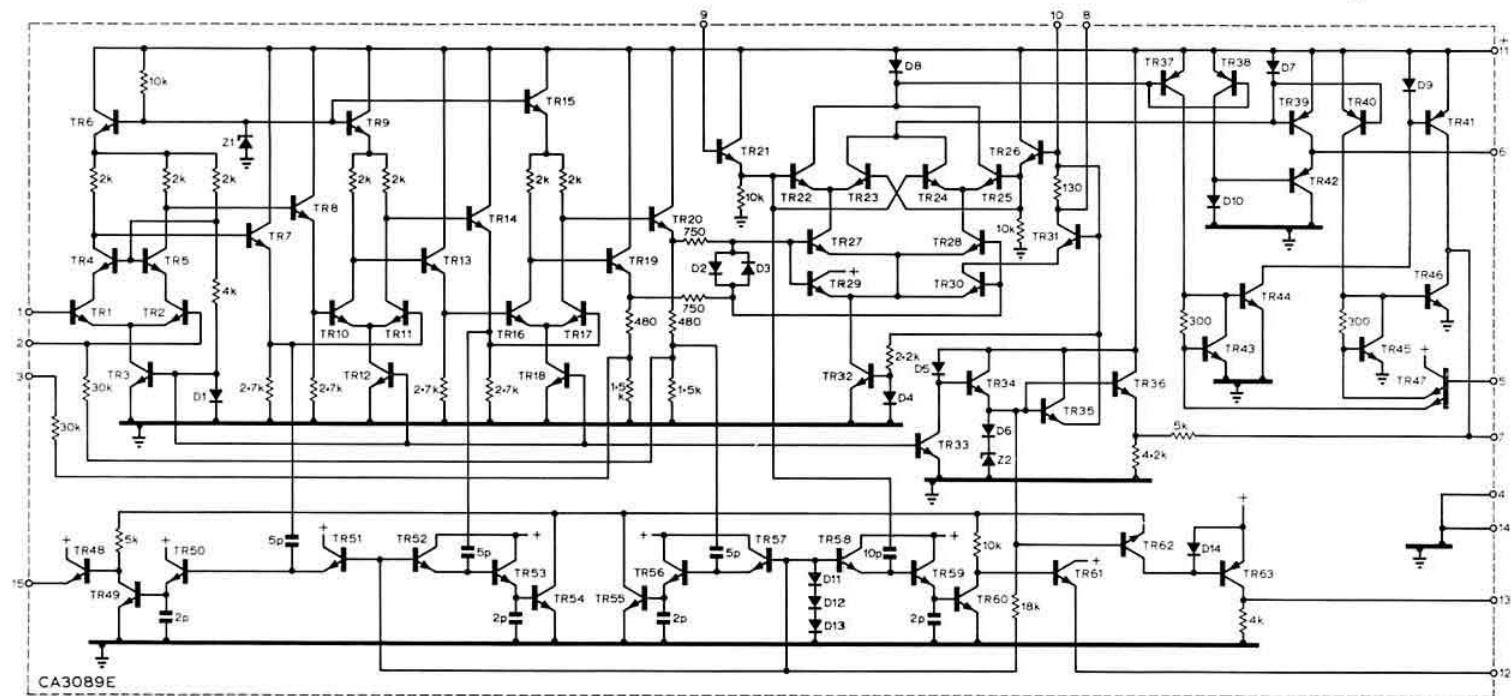 9
10
8
+
11
10k
TR6
Z1
TR9
TR15
D8
TR37
TR38
D7
D9
TR39
TR40
TR41
6
2k
2k
2k
2k
2k
2k
2k
TR7
TR8
TR14
TR20
TR21
10k
TR22
TR23
TR24
TR25
TR26
130
10k
TR31
TR42
D10
TR4
TR5
4k
TR13
TR19
750
D2
D3
750
TR27
TR28
TR29
+
TR30
1
TR1
TR2
TR10
TR11
TR16
TR17
480
480
2
TR3
D1
2·7k
2·7k
TR12
2·7k
2·7k
TR18
1·5k
1·5k
TR32
2·2k
D4
D5
TR34
TR35
TR36
D6
Z2
TR33
4·2k
5k
300
TR43
TR44
300
TR45
TR46
+
TR47
5
7
3
30k
30k
4
14
+
TR48
5k
+
TR50
5p
+
TR51
TR52
5p
+
TR53
TR54
+
TR56
5p
TR57
TR58
10p
+
TR59
10k
+
TR61
TR62
D14
+
TR63
15
TR49
2p
2p
TR55
2p
D11
D12
D13
2p
TR60
18k
4k
13
12
CA3089E